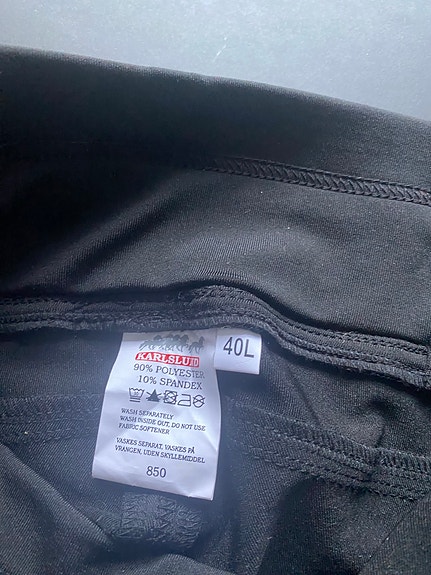 KARLSLUND
40L
90% POLYESTER
10% SPANDEX
WASH SEPARATELY
WASH INSIDE OUT, DO NOT USE
FABRIC SOFTENER
VASKES SEPARAT, VASKES PÅ
VRANGEN, UDEN SKYLLEMIDDEL
850